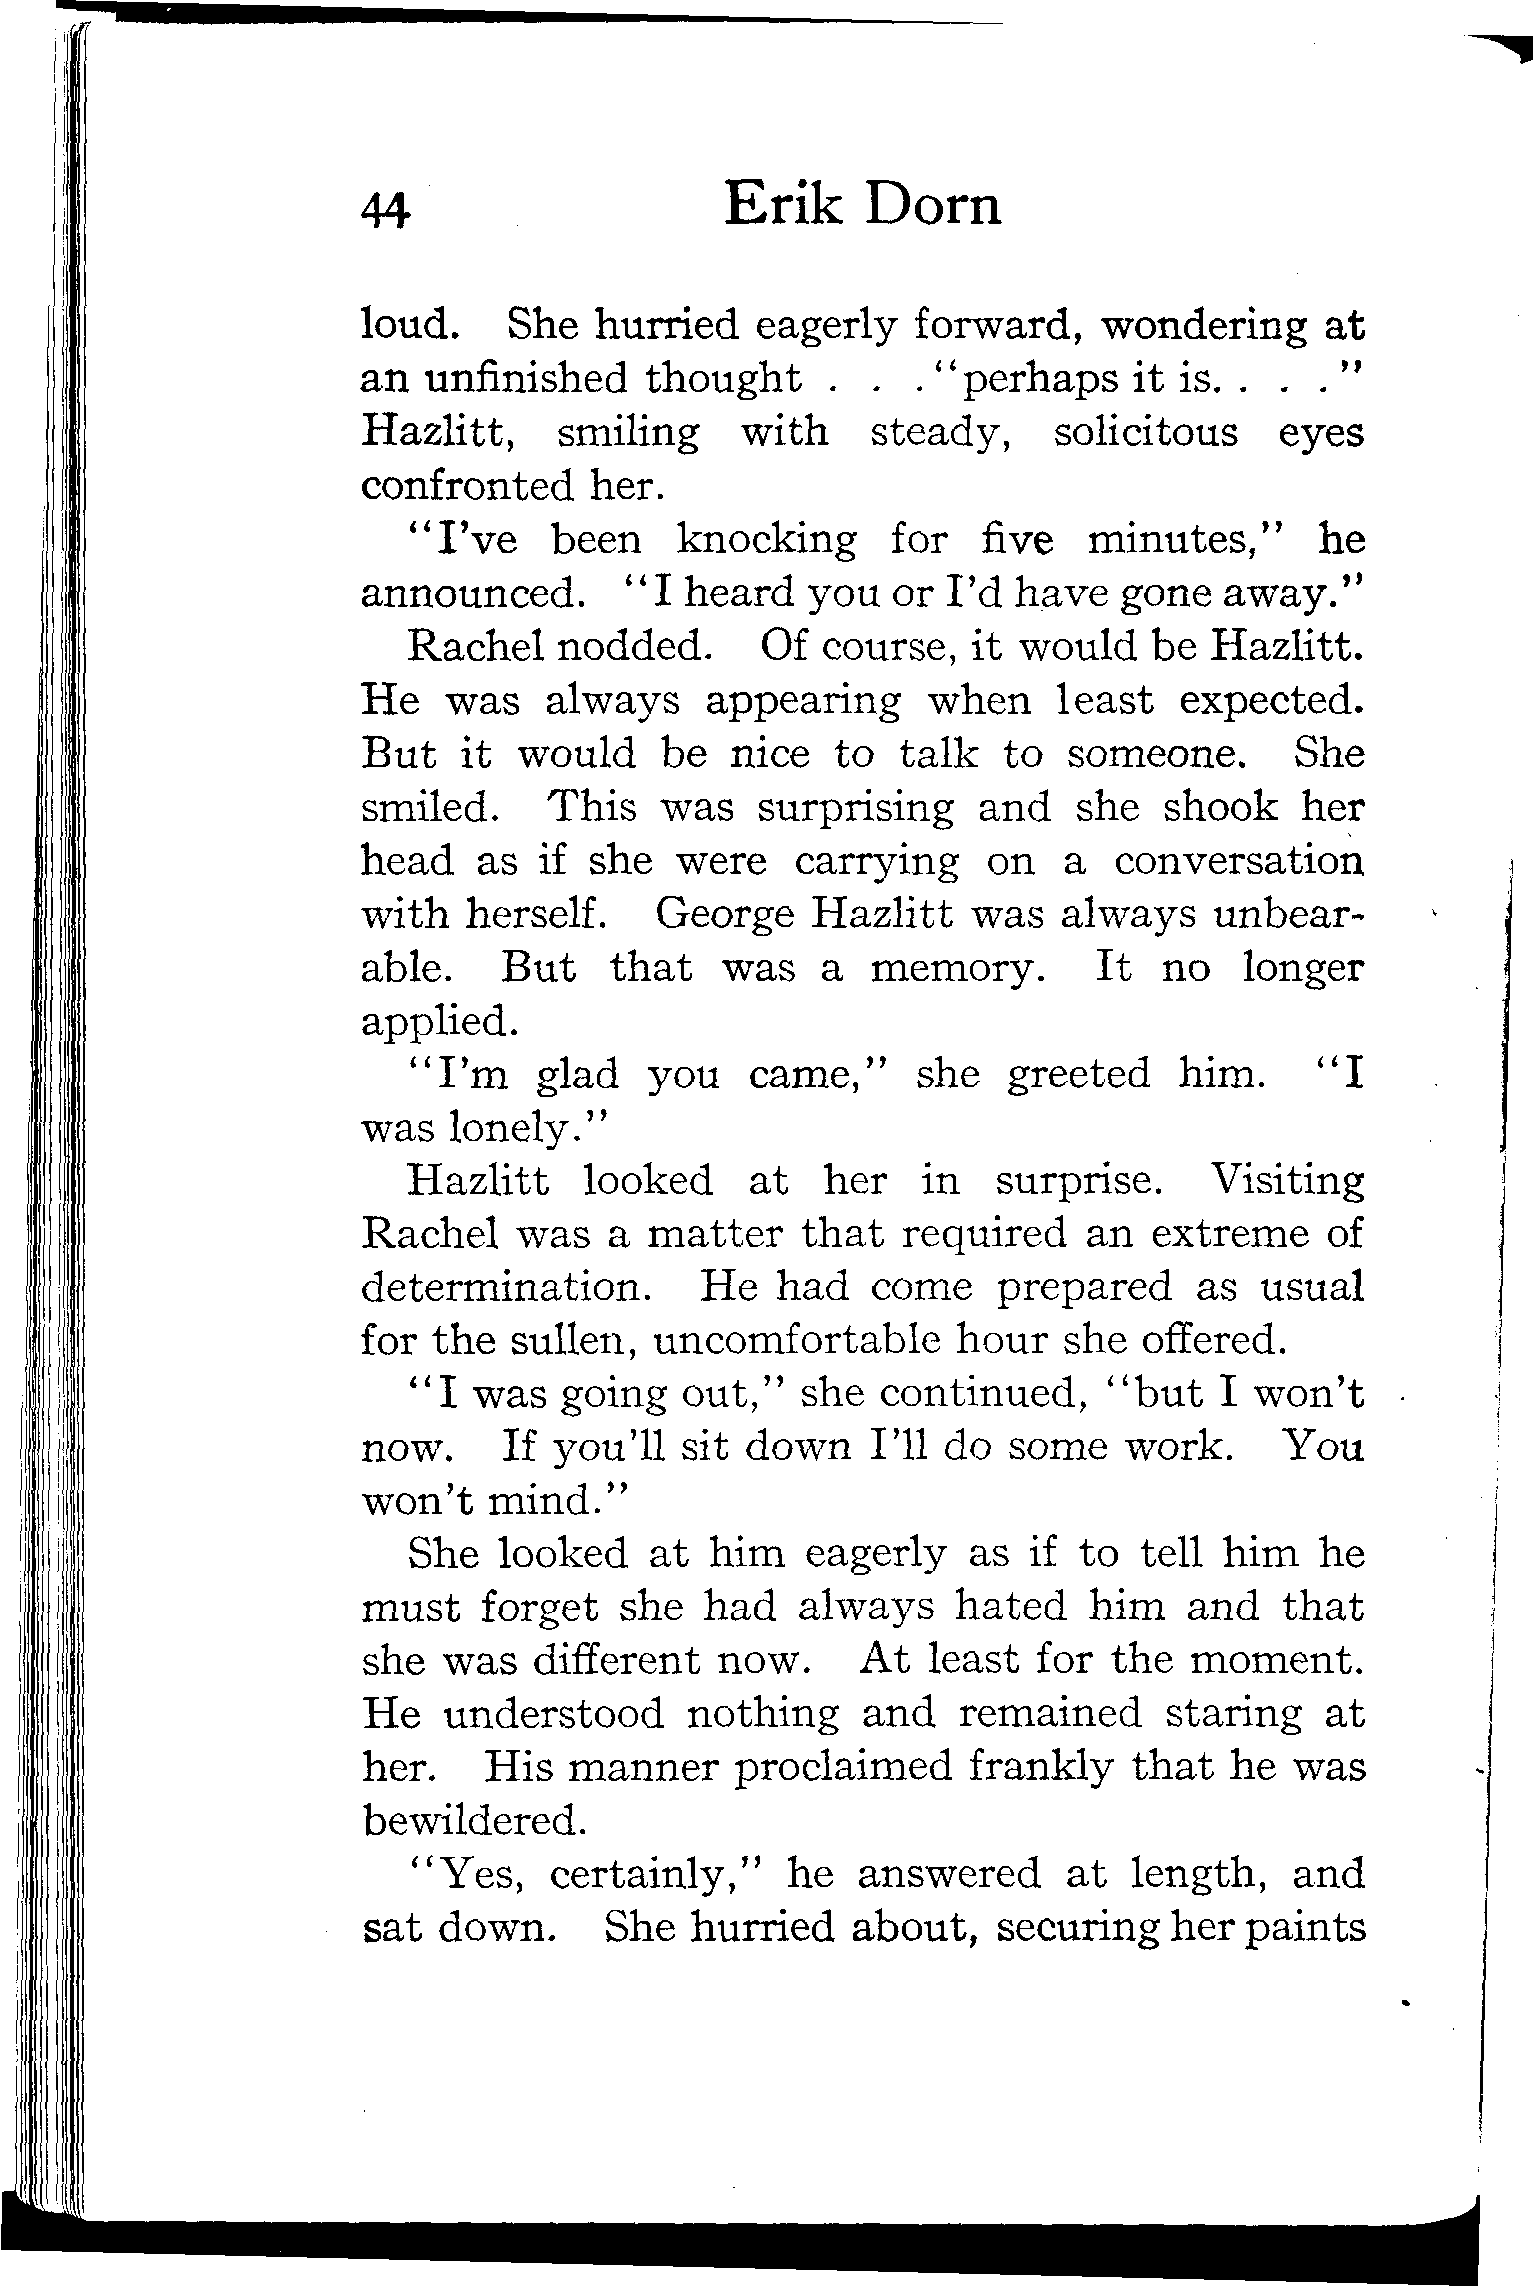 44 Erik Dorn
loud. She hurried eagerly forward, wondering at
an unfinished thought . . . "perhaps it is. . . ."
Hazlitt, smiling with steady, solicitous eyes
confronted her.
"I've been knocking for five minutes," he
announced. "I heard you or I'd have gone away."
Rachel nodded. Of course, it would be Hazlitt.
He was always appearing when least expected.
But it would be nice to talk to someone. She
smiled. This was surprising and she shook her
head as if she were carrying on a conversation
with herself. George Hazlitt was always unbear-
able. But that was a memory. It no longer
applied.
"I'm glad you came," she greeted him. "I
was lonely."
Hazlitt looked at her in surprise. Visiting
Rachel was a matter that required an extreme of
determination. He had come prepared as usual
for the sullen, uncomfortable hour she offered.
"I was going out," she continued, "but I won't
now. If you'll sit down I'll do some work. You
won't mind."
She looked at him eagerly as if to tell him he
must forget she had always hated him and that
she was different now. At least for the moment.
He understood nothing and remained staring at
her. His manner proclaimed frankly that he was
bewildered.
"Yes, certainly," he answered at length, and
sat down. She hurried about, securing her paints